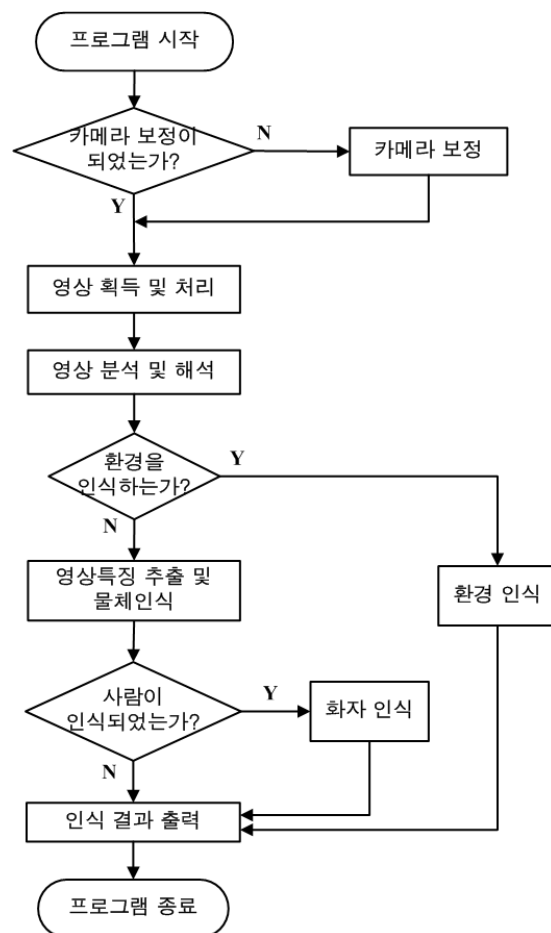 프로그램 시작
카메라 보정이
되었는가?
N
카메라 보정
Y
영상 획득 및 처리
영상 분석 및 해석
환경을
인식하는가?
Y
N
영상특징 추출 및
물체인식
환경 인식
사람이
인식되었는가?
Y
화자 인식
N
인식 결과 출력
프로그램 종료